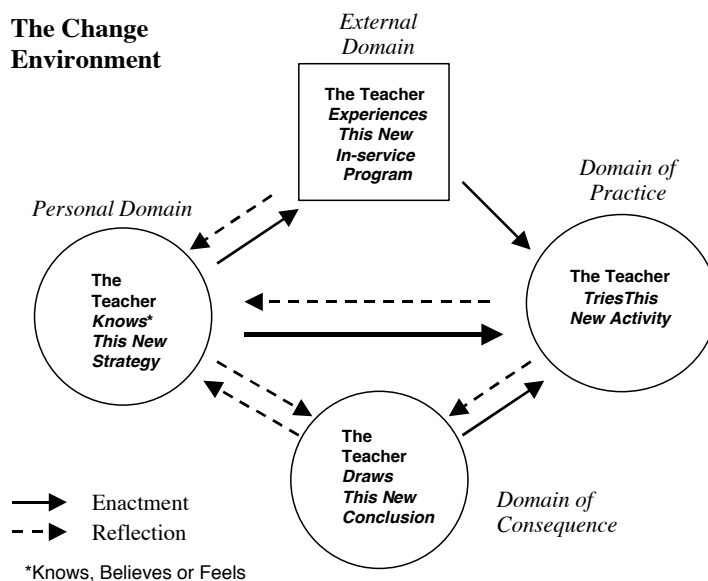 The Change
Environment
External
Domain
The Teacher
Experiences
This New
In-service
Program
Domain of
Practice
Personal Domain
The
Teacher
Knows*
This New
Strategy
The Teacher
TriesThis
New Activity
The
Teacher
Draws
This New
Conclusion
Domain of
Consequence
Enactment
Reflection
*Knows, Believes or Feels